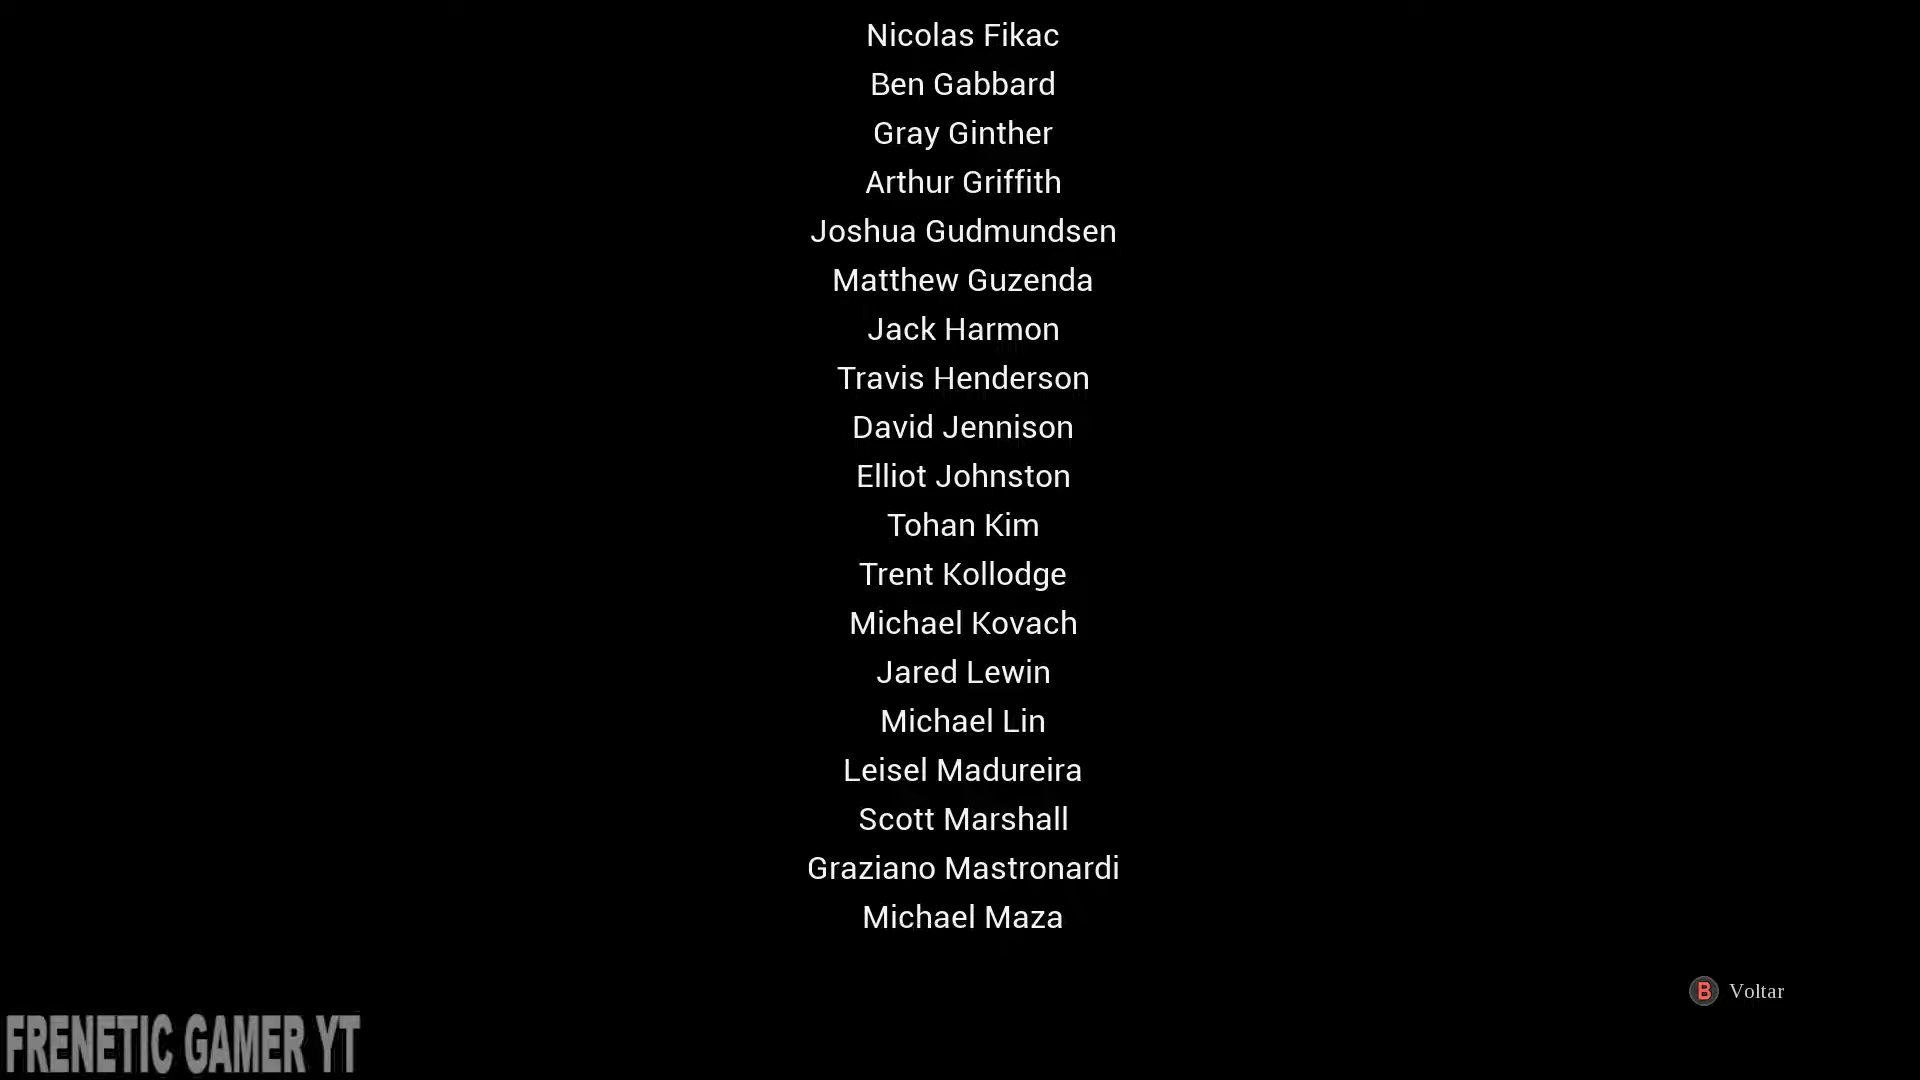 Nicolas Fikac
Ben Gabbard
Gray Ginther
Arthur Griffith
Joshua Gudmundsen
Matthew Guzenda
Jack Harmon
Travis Henderson
David Jennison
Elliot Johnston
Tohan Kim
Trent Kollodge
Michael Kovach
Jared Lewin
Michael Lin
Leisel Madureira
Scott Marshall
Graziano Mastronardi
Michael Maza
B Voltar
FRENETIC GAMER YT